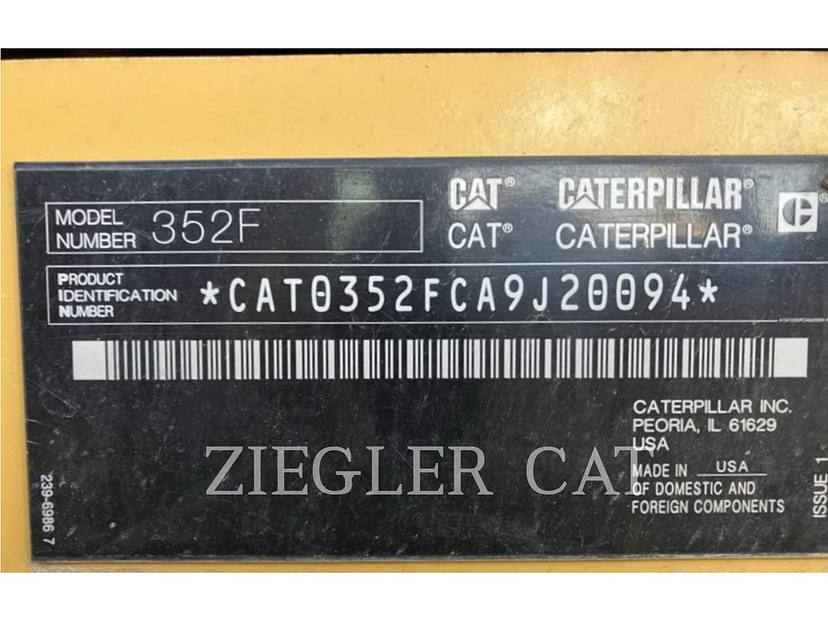 CAT® CATERPILLAR®
CAT® CATERPILLAR®
MODEL
NUMBER 352F
PRODUCT
IDENTIFICATION
NUMBER
*CAT0352FCA9J20094*
CATERPILLAR INC.
PEORIA, IL 61629
USA
MADE IN USA
OF DOMESTIC AND
FOREIGN COMPONENTS
ISSUE 1
239-6986 7
ZIEGLER CAT